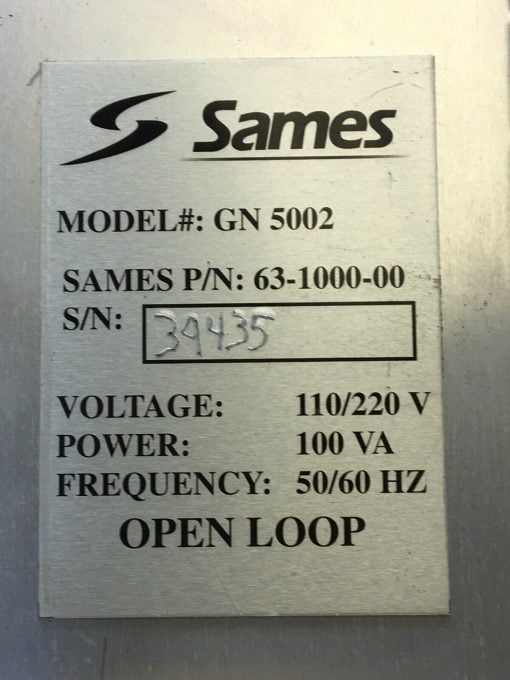 Sames
MODEL#: GN 5002
SAMES P/N: 63-1000-00
S/N: 39435
VOLTAGE: 110/220 V
POWER: 100 VA
FREQUENCY: 50/60 HZ
OPEN LOOP